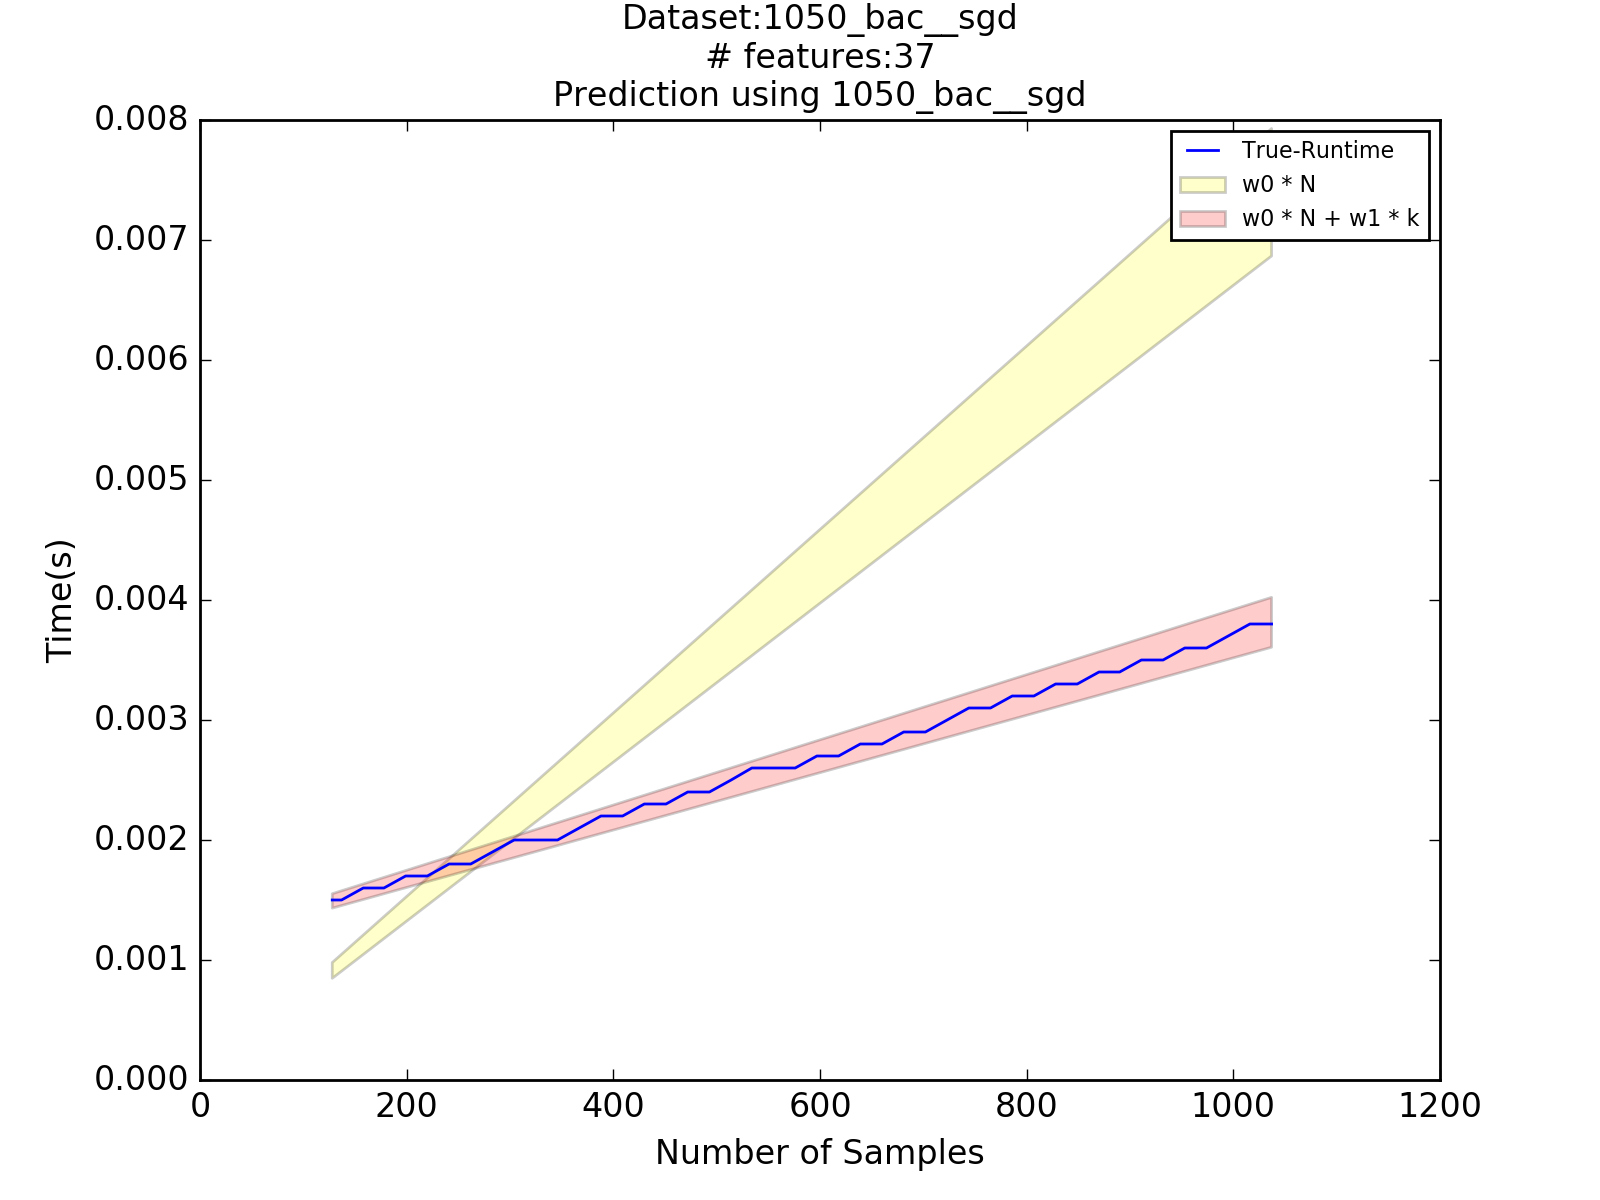 Dataset:1050_bac__sgd
# features:37
Prediction using 1050_bac__sgd
0.008
0.007
0.006
0.005
0.004
0.003
0.002
0.001
0.000
Time(s)
True-Runtime
w0 * N
w0 * N + w1 * k
0 200 400 600 800 1000 1200
Number of Samples